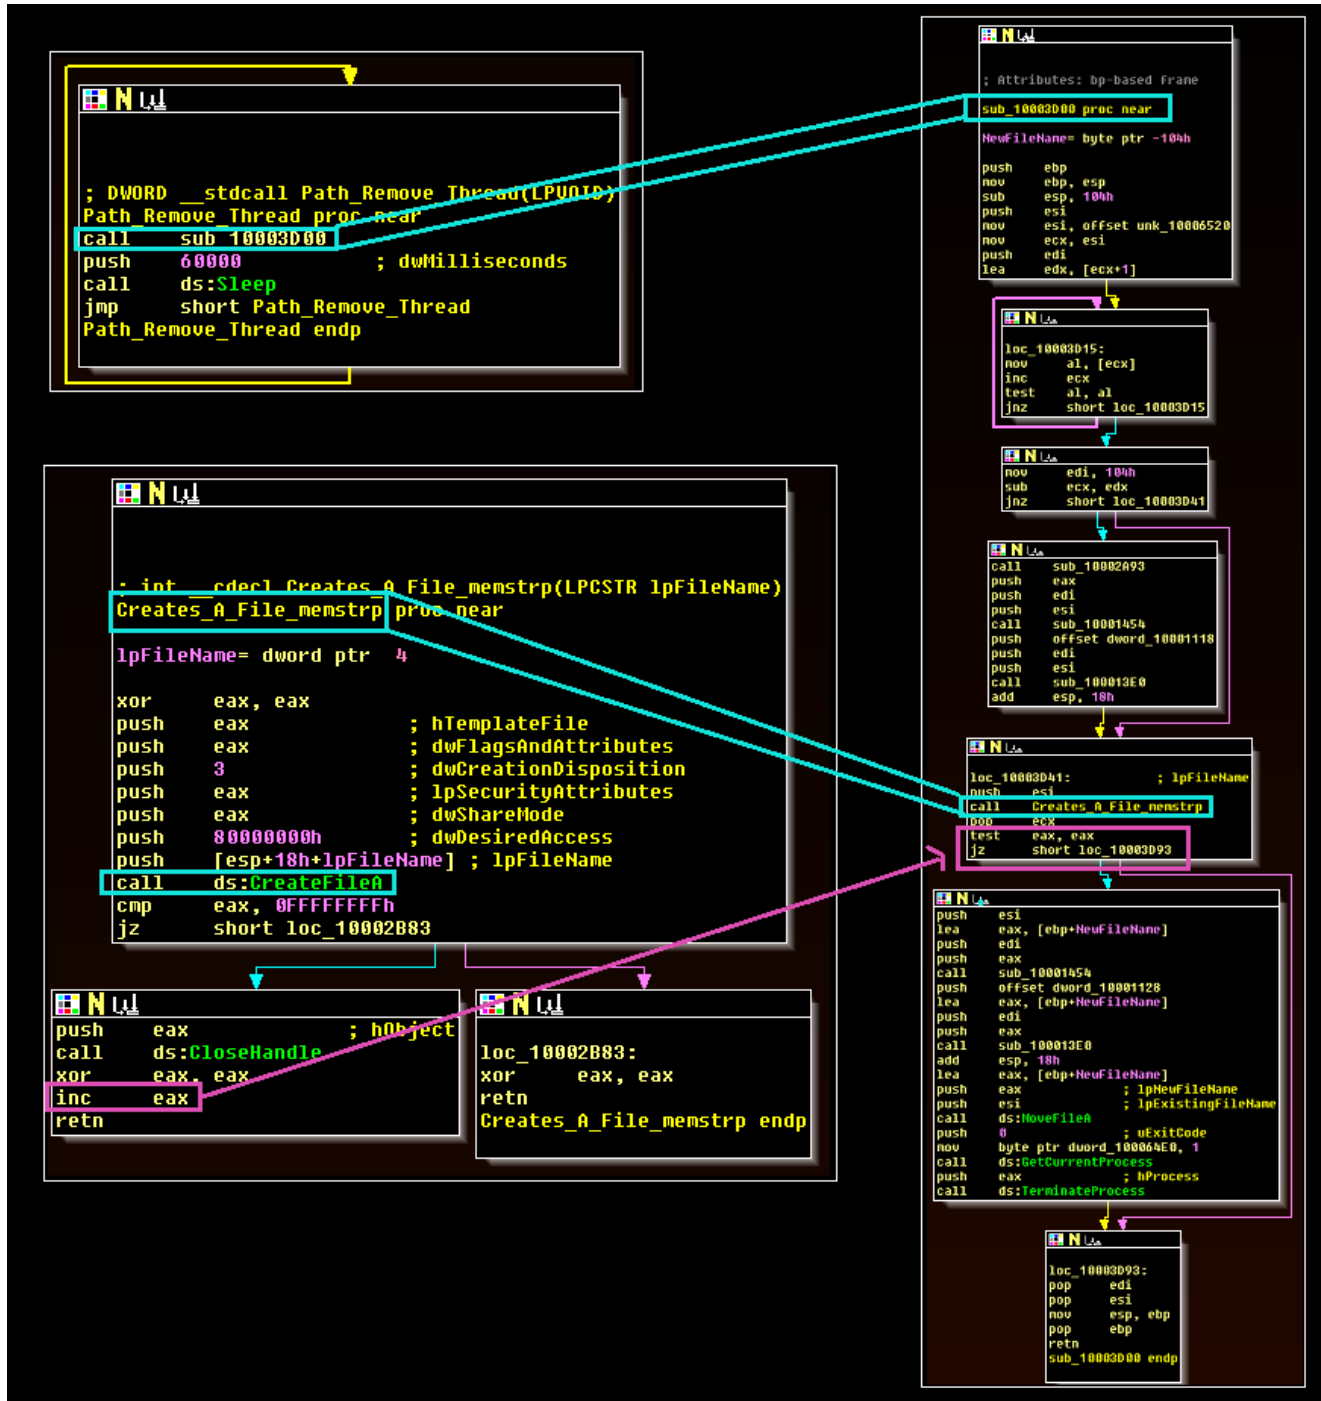 ; DWORD __stdcall Path_Remove_Thread(LPVOID)
Path_Remove_Thread proc near
call sub_10003D00
push 60000 ; dwMilliseconds
call ds:Sleep
jmp short Path_Remove_Thread
Path_Remove_Thread endp
; int __cdecl Creates_A_File_memstrp(LPCSTR lpFileName)
Creates_A_File_memstrp proc near
lpFileName= dword ptr 4
xor eax, eax
push eax ; hTemplateFile
push eax ; dwFlagsAndAttributes
push 3 ; dwCreationDisposition
push eax ; lpSecurityAttributes
push eax ; dwShareMode
push 80000000h ; dwDesiredAccess
push [esp+18h+lpFileName] ; lpFileName
call ds:CreateFileA
cmp eax, 0FFFFFFFFh
jz short loc_10002B83
push eax ; hObject
call ds:CloseHandle
xor eax, eax
inc eax
retn
loc_10002B83:
xor eax, eax
retn
Creates_A_File_memstrp endp
; Attributes: bp-based frame
sub_10003D00 proc near
NewFileName= byte ptr -104h
push ebp
mov ebp, esp
sub esp, 104h
push esi
mov esi, offset unk_10006520
mov ecx, esi
push edi
lea edx, [ecx+1]
loc_10003D15:
mov al, [ecx]
inc ecx
test al, al
jnz short loc_10003D15
mov edi, 104h
sub ecx, edx
jnz short loc_10003D41
call sub_10002A93
push eax
push edi
push esi
call sub_10001454
push offset dword_10001118
push edi
push esi
call sub_100013E0
add esp, 18h
loc_10003D41: ; lpFileName
push esi
call Creates_A_File_memstrp
pop ecx
test eax, eax
jz short loc_10003D93
push esi
lea eax, [ebp+NewFileName]
push edi
push eax
call sub_10001454
push offset dword_10001128
lea eax, [ebp+NewFileName]
push edi
push eax
call sub_100013E0
add esp, 18h
lea eax, [ebp+NewFileName]
push eax ; lpNewFileName
push esi ; lpExistingFileName
call ds:MoveFileA
push 0 ; uExitCode
mov byte ptr dword_100064E0, 1
call ds:GetCurrentProcess
push eax ; hProcess
call ds:TerminateProcess
loc_10003D93:
pop edi
pop esi
mov esp, ebp
pop ebp
retn
sub_10003D00 endp